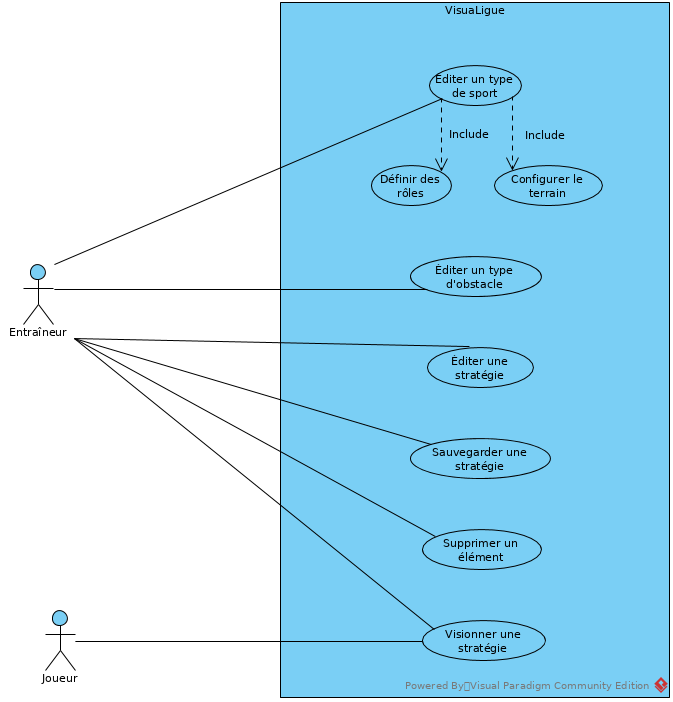 VisuaLigue
Éditer un type
de sport
Include
Include
Définir des
rôles
Configurer le
terrain
Éditer un type
d'obstacle
Entraîneur
Éditer une
stratégie
Sauvegarder une
stratégie
Supprimer un
élément
Visionner une
stratégie
Joueur
Powered By Visual Paradigm Community Edition